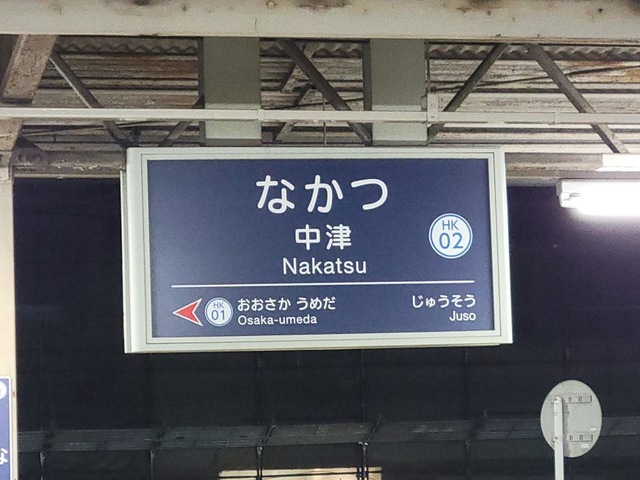 なかつ
中津
Nakatsu
HK
02
HK
01
おおさか うめだ
Osaka-umeda
じゅうそう
Juso
な